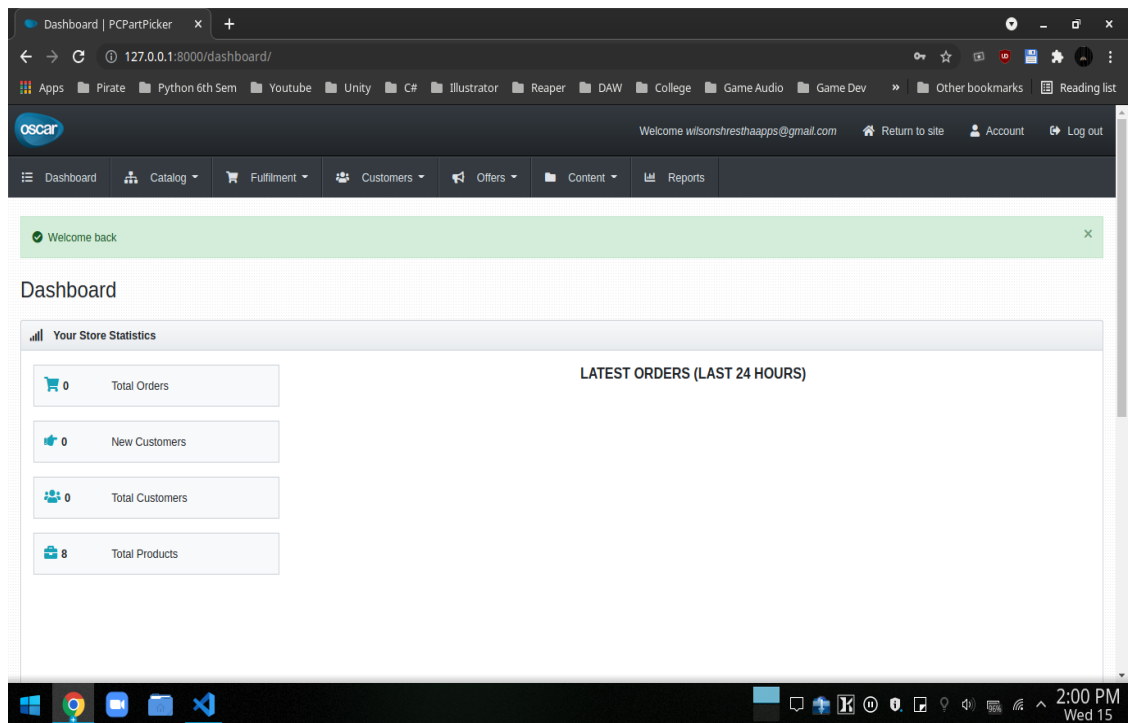 Dashboard | PCPartPicker
127.0.0.1:8000/dashboard/
Apps Pirate Python 6th Sem Youtube Unity C# Illustrator Reaper DAW College Game Audio Game Dev » Other bookmarks Reading list
oscar Welcome wilsonshresthaapps@gmail.com Return to site Account Log out
Dashboard Catalog Fulfilment Customers Offers Content Reports
Welcome back
Dashboard
Your Store Statistics
LATEST ORDERS (LAST 24 HOURS)
0 Total Orders
0 New Customers
0 Total Customers
8 Total Products
2:00 PM
Wed 15